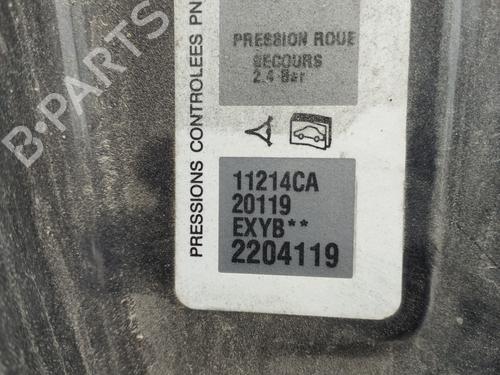 PRESSIONS CONTROLEES PN
PRESSION ROUE
SECOURS
2.4 Bar
11214CA
20119
EXYB**
2204119
B-PARTS